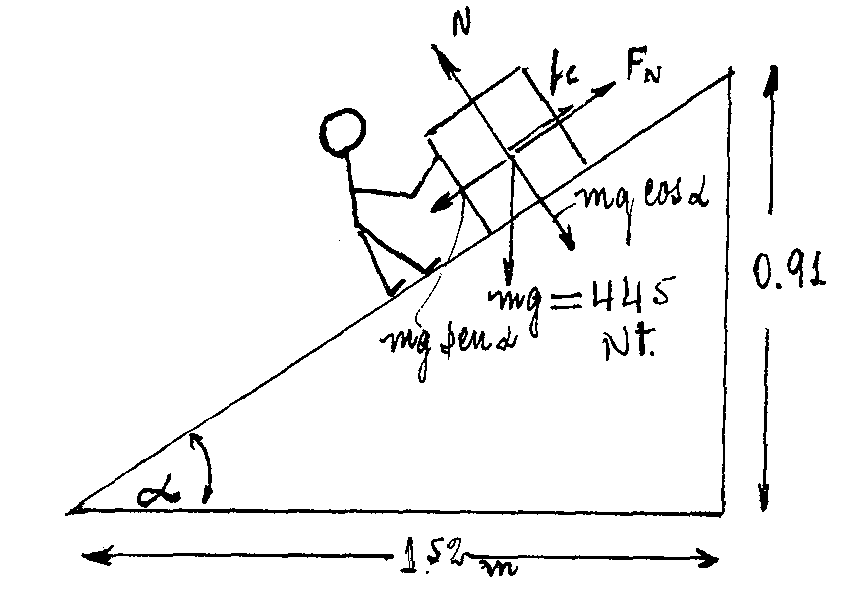 N
fc
F_N
mg cos α
0.91
mg = 445
Nt.
mg sen α
α
1.52 m